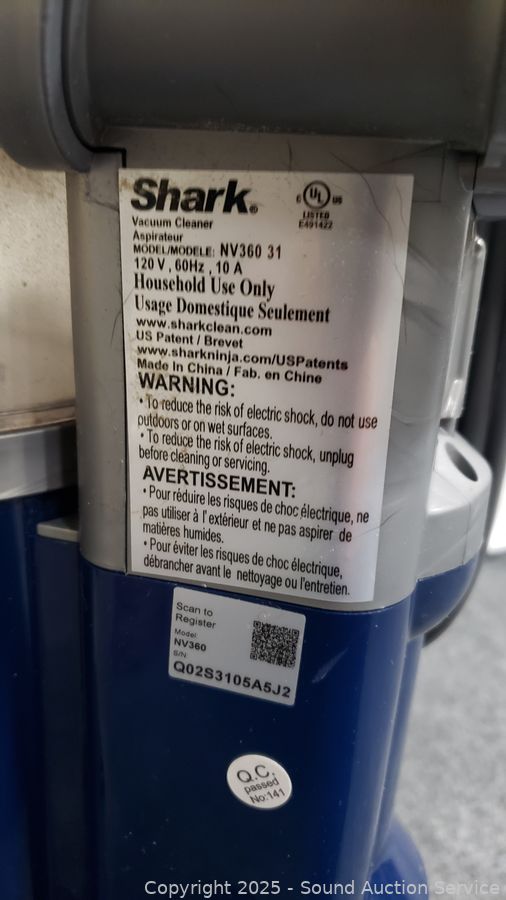 Shark®
Vacuum Cleaner
Aspirateur
MODEL/MODELE: NV360 31
120 V , 60Hz , 10 A
Household Use Only
Usage Domestique Seulement
www.sharkclean.com
US Patent / Brevet
www.sharkninja.com/USPatents
Made In China / Fab. en Chine
C UL US
LISTED
E491422
WARNING:
• To reduce the risk of electric shock, do not use
outdoors or on wet surfaces.
• To reduce the risk of electric shock, unplug
before cleaning or servicing.
AVERTISSEMENT:
• Pour réduire les risques de choc électrique, ne
pas utiliser à l'extérieur et ne pas aspirer de
matières humides.
• Pour éviter les risques de choc électrique,
débrancher avant le nettoyage ou l'entretien.
Scan to
Register
Model:
NV360
S/N:
Q02S3105A5J2
Q.C.
passed
No:141
Copyright 2025 - Sound Auction Service